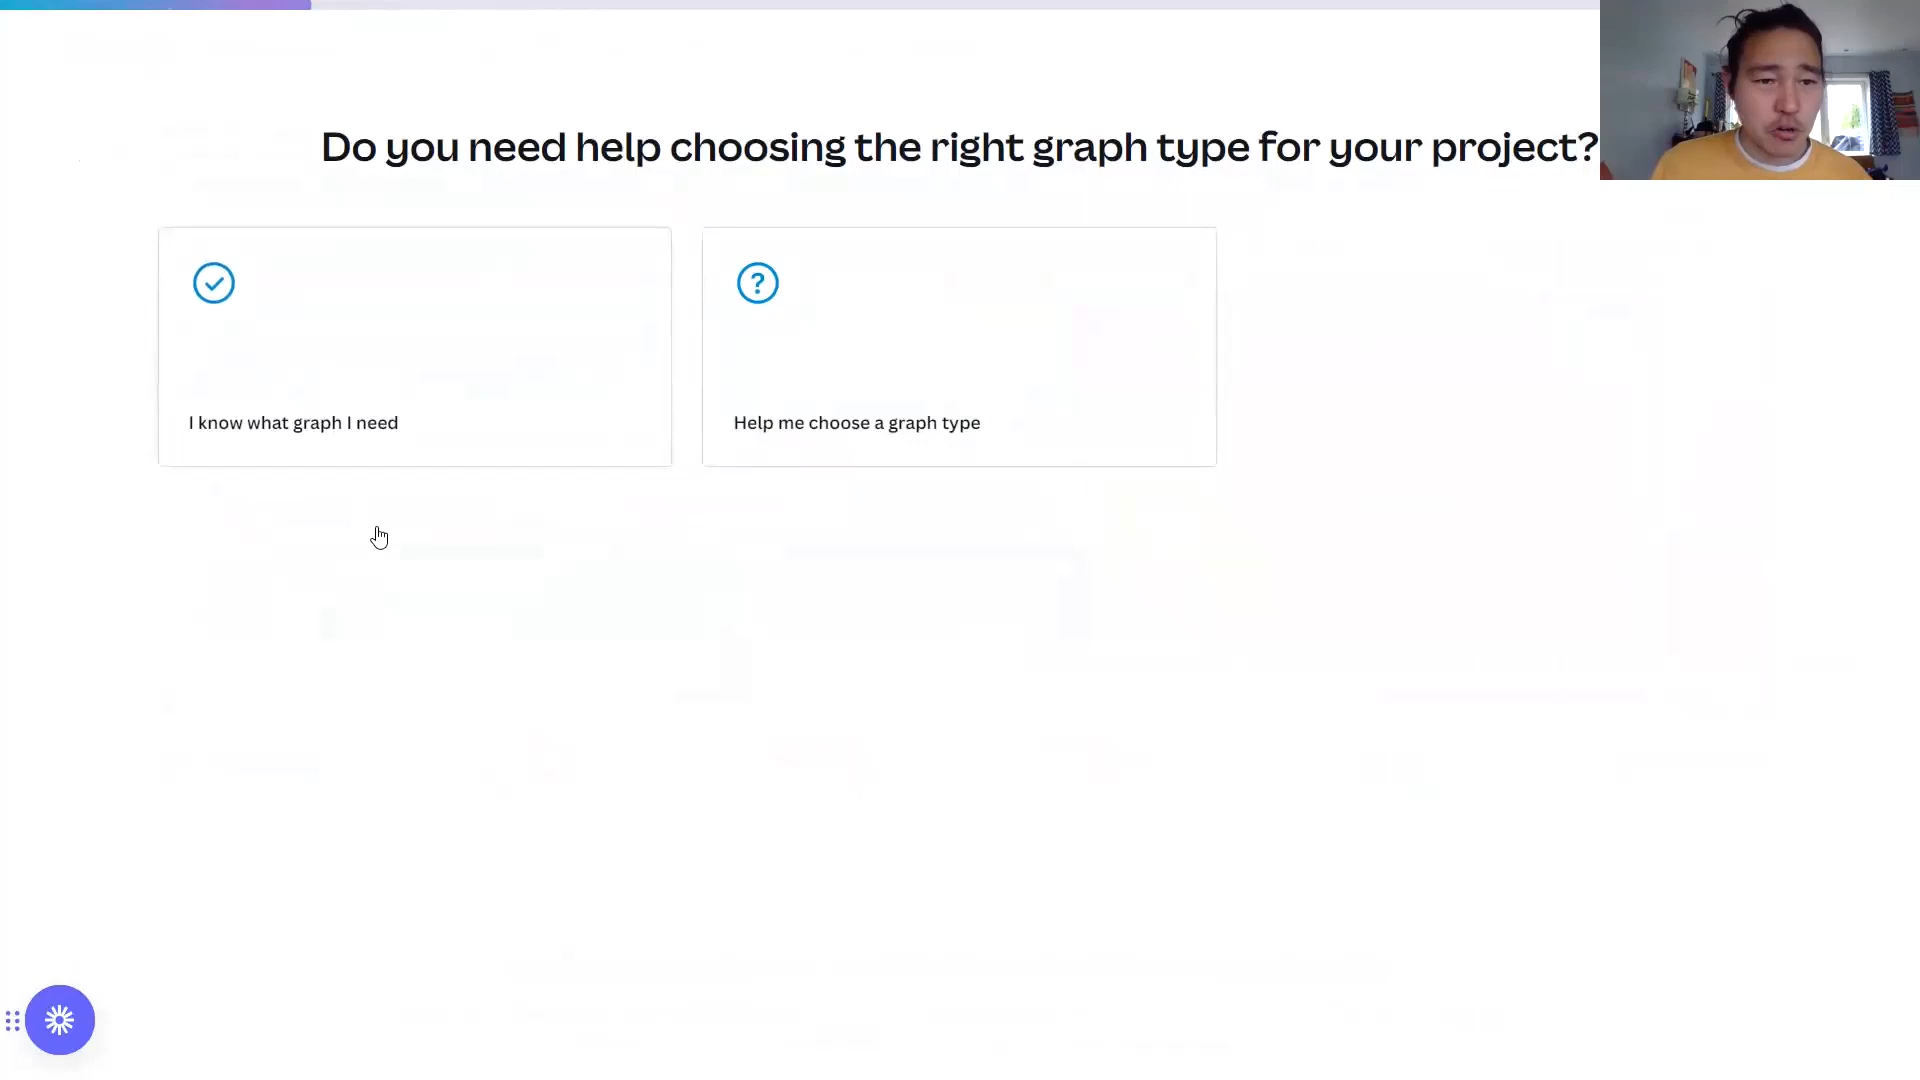 Do you need help choosing the right graph type for your project?
I know what graph I need
Help me choose a graph type